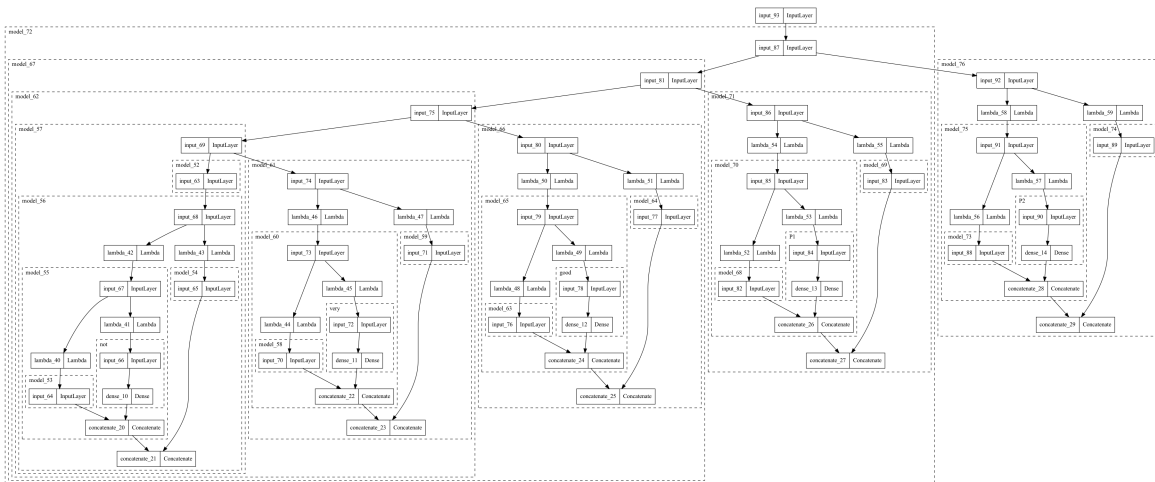 input_93 InputLayer
model_72
input_87 InputLayer
model_67 model_76
input_81 InputLayer input_92 InputLayer
model_62 model_71
input_75 InputLayer input_86 InputLayer lambda_58 Lambda lambda_59 Lambda
model_57 model_66 model_75 model_74
input_69 InputLayer input_80 InputLayer lambda_54 Lambda lambda_55 Lambda input_91 InputLayer input_89 InputLayer
model_52 model_61 model_70 model_69
input_63 InputLayer input_74 InputLayer lambda_50 Lambda lambda_51 Lambda input_85 InputLayer input_83 InputLayer lambda_57 Lambda
model_56 model_65 model_64 P2
input_68 InputLayer lambda_46 Lambda lambda_47 Lambda input_79 InputLayer input_77 InputLayer lambda_53 Lambda lambda_56 Lambda input_90 InputLayer
model_60 model_59 P1 model_73
lambda_42 Lambda lambda_43 Lambda input_73 InputLayer input_71 InputLayer lambda_49 Lambda lambda_52 Lambda input_84 InputLayer input_88 InputLayer dense_14 Dense
model_55 model_54 good model_68
input_67 InputLayer input_65 InputLayer lambda_45 Lambda lambda_48 Lambda input_78 InputLayer input_82 InputLayer dense_13 Dense concatenate_28 Concatenate
very model_63
lambda_41 Lambda lambda_44 Lambda input_72 InputLayer input_76 InputLayer dense_12 Dense concatenate_26 Concatenate concatenate_29 Concatenate
not model_58
lambda_40 Lambda input_66 InputLayer input_70 InputLayer dense_11 Dense concatenate_24 Concatenate concatenate_27 Concatenate
model_53
input_64 InputLayer dense_10 Dense concatenate_22 Concatenate concatenate_25 Concatenate
concatenate_20 Concatenate concatenate_23 Concatenate
concatenate_21 Concatenate